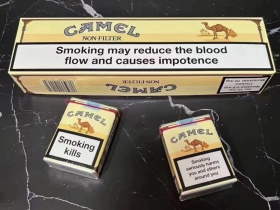 CAMEL
NON-FILTER
Smoking may reduce the blood
flow and causes impotence
NON-FILTER
CAMEL
CAMEL
Smoking
kills
CAMEL
Smoking
seriously harms
you and others
around you